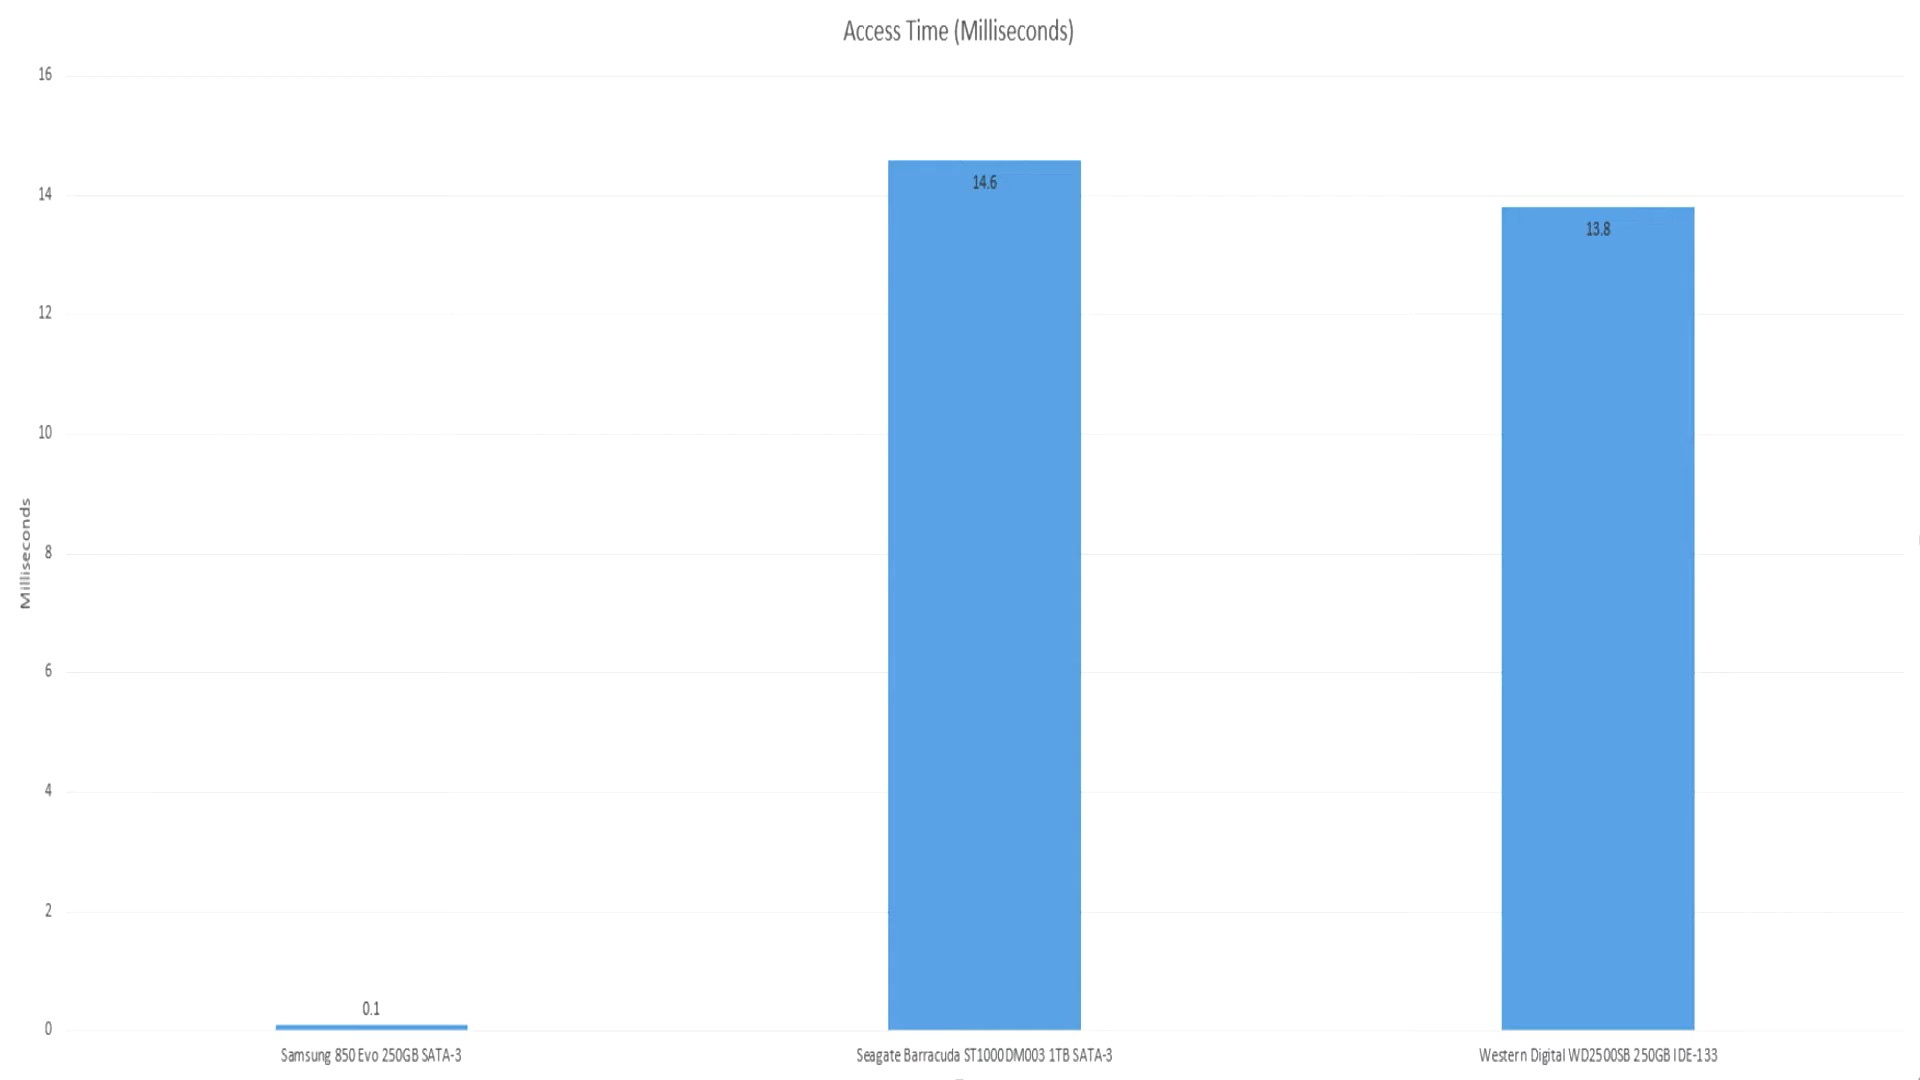 Access Time (Milliseconds)
16
14
12
10
8
6
4
2
0
Milliseconds
14.6
13.8
0.1
Samsung 850 Evo 250GB SATA-3
Seagate Barracuda ST1000DM003 1TB SATA-3
Western Digital WD2500SB 250GB IDE-133